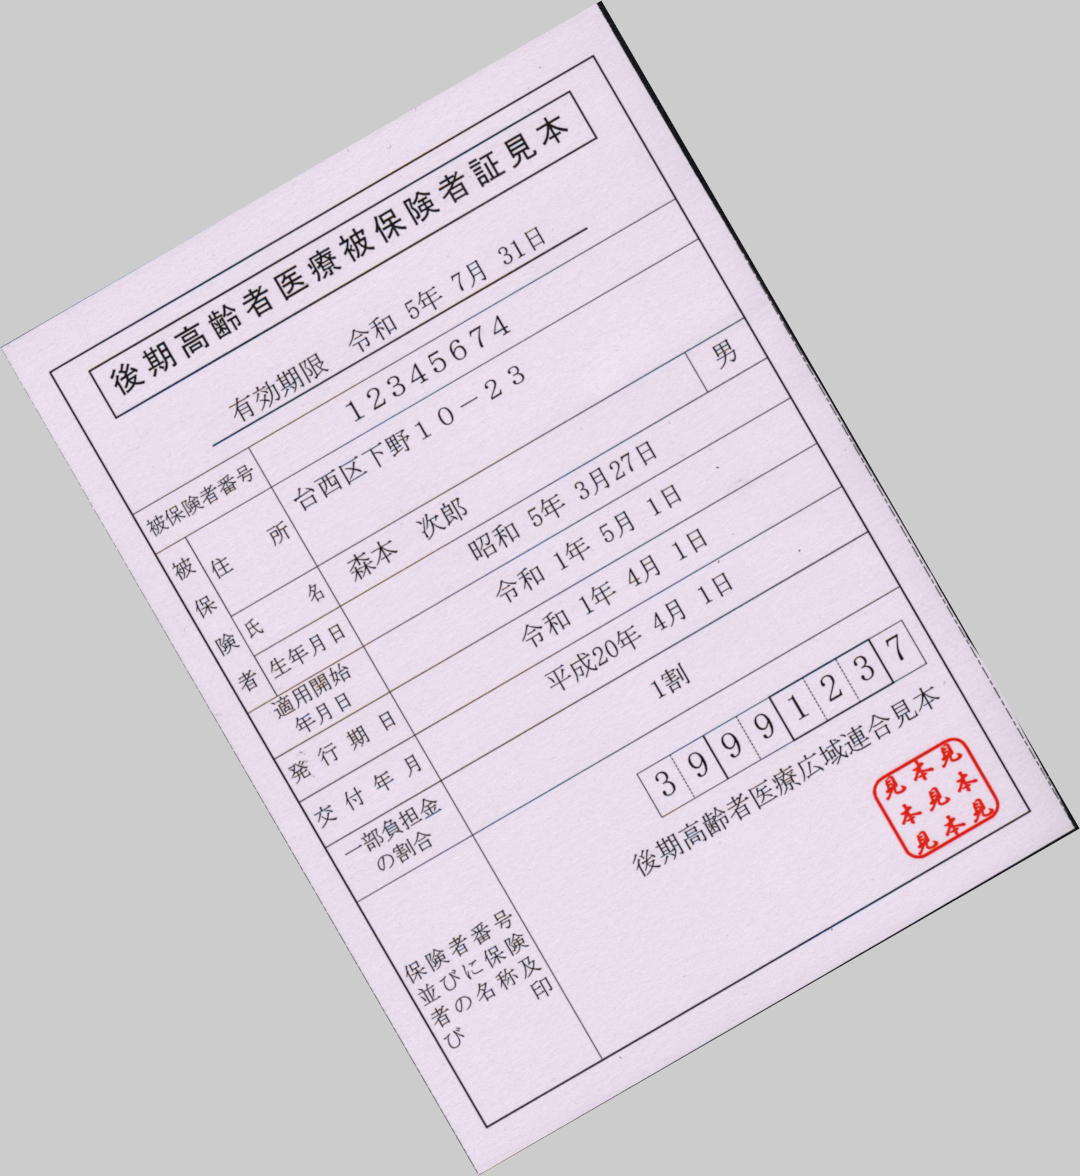 後期高齢者医療被保険者証見本
有効期限 令和 5年 7月 31日
被保険者番号 12345674
被保険者
住所 台西区下野10-23
氏名 森本 次郎 男
生年月日 昭和 5年 3月27日
適用開始
年月日 令和 1年 5月 1日
発行期日 令和 1年 4月 1日
交付年月 平成20年 4月 1日
一部負担金
の割合 1割
保険者番号
並びに保険
者の名称及
び 印
39991237
後期高齢者医療広域連合見本
見本見
本見本
見本見